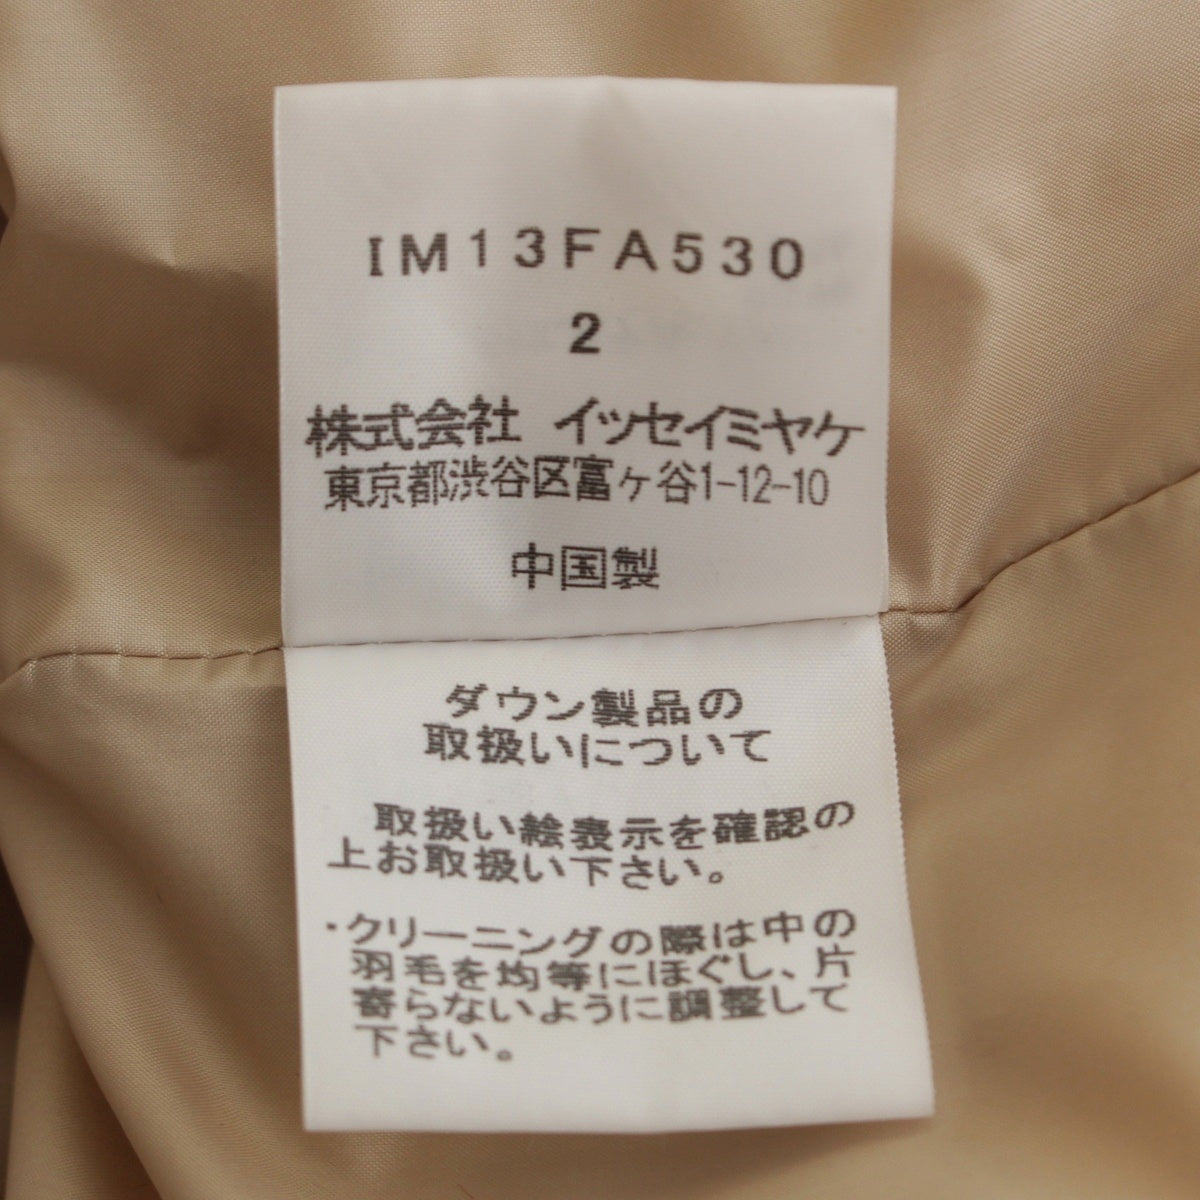 IM13FA530
2
株式会社 イッセイミヤケ
東京都渋谷区富ヶ谷1-12-10
中国製
ダウン製品の
取扱いについて
取扱い絵表示を確認の
上お取扱い下さい。
・クリーニングの際は中の
羽毛を均等にほぐし、片
寄らないように調整して
下さい。